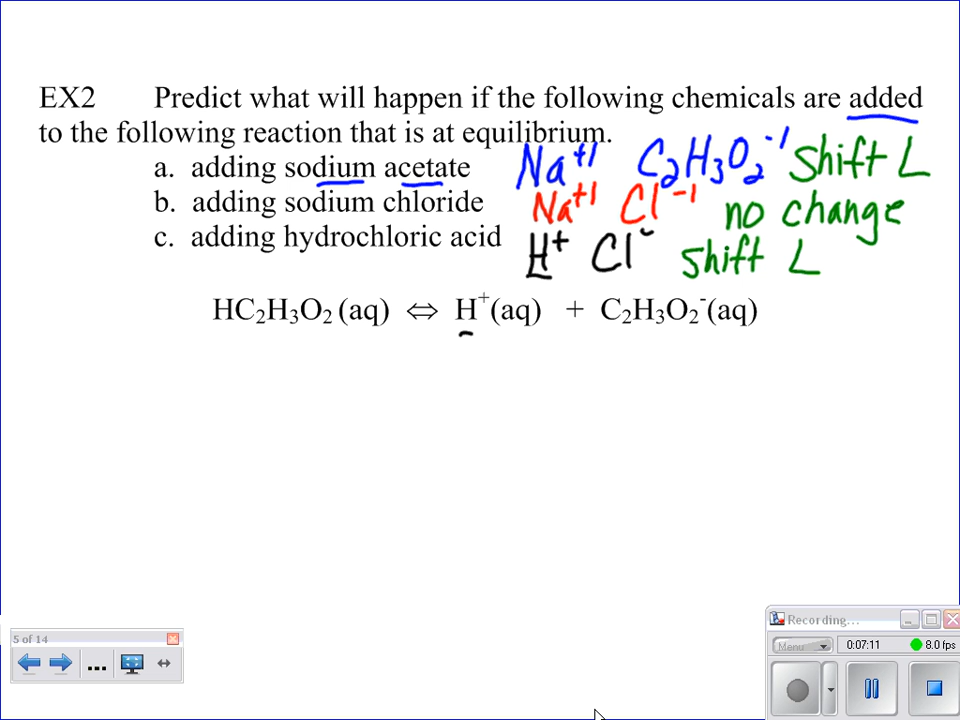 EX2 Predict what will happen if the following chemicals are added
to the following reaction that is at equilibrium.
a. adding sodium acetate Na⁺¹ C₂H₃O₂⁻¹ shift L
b. adding sodium chloride Na⁺¹ Cl⁻¹ no change
c. adding hydrochloric acid H⁺ Cl⁻ shift L
HC₂H₃O₂ (aq) ⇔ H⁺(aq) + C₂H₃O₂⁻(aq)
5 of 14
Recording...
Menu 0:07:11 8.0 fps